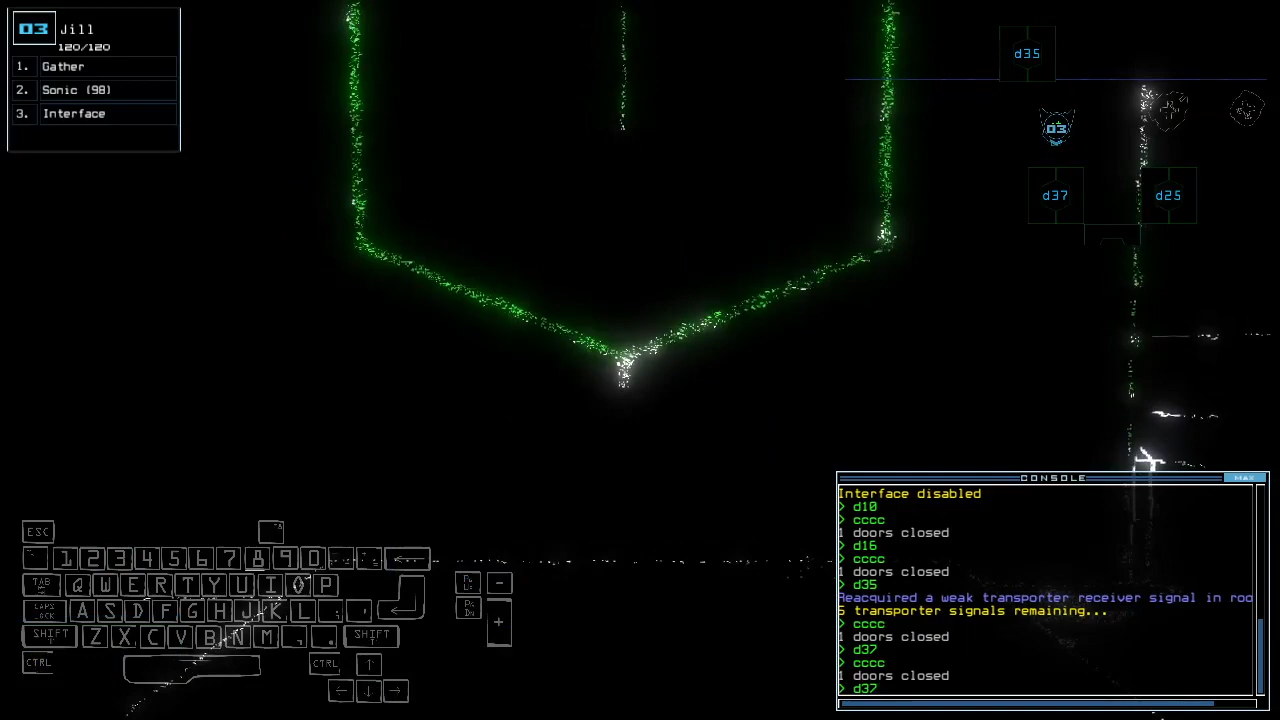 03 Jill
120/120
1. Gather
2. Sonic (98)
3. Interface
d35
03
d37
d25
CONSOLE
MAX
Interface disabled
> d10
> cccc
1 doors closed
> d16
> cccc
1 doors closed
> d35
Reacquired a weak transporter receiver signal in roo
5 transporter signals remaining...
> cccc
1 doors closed
> d37
> cccc
1 doors closed
> d37
ESC
1 2 3 4 5 6 7 8 9 0
TAB Q W E R T Y U I O P
CAPS LOCK A S D F G H J K L ; '
SHIFT Z X C V B N M , . SHIFT
CTRL CTRL